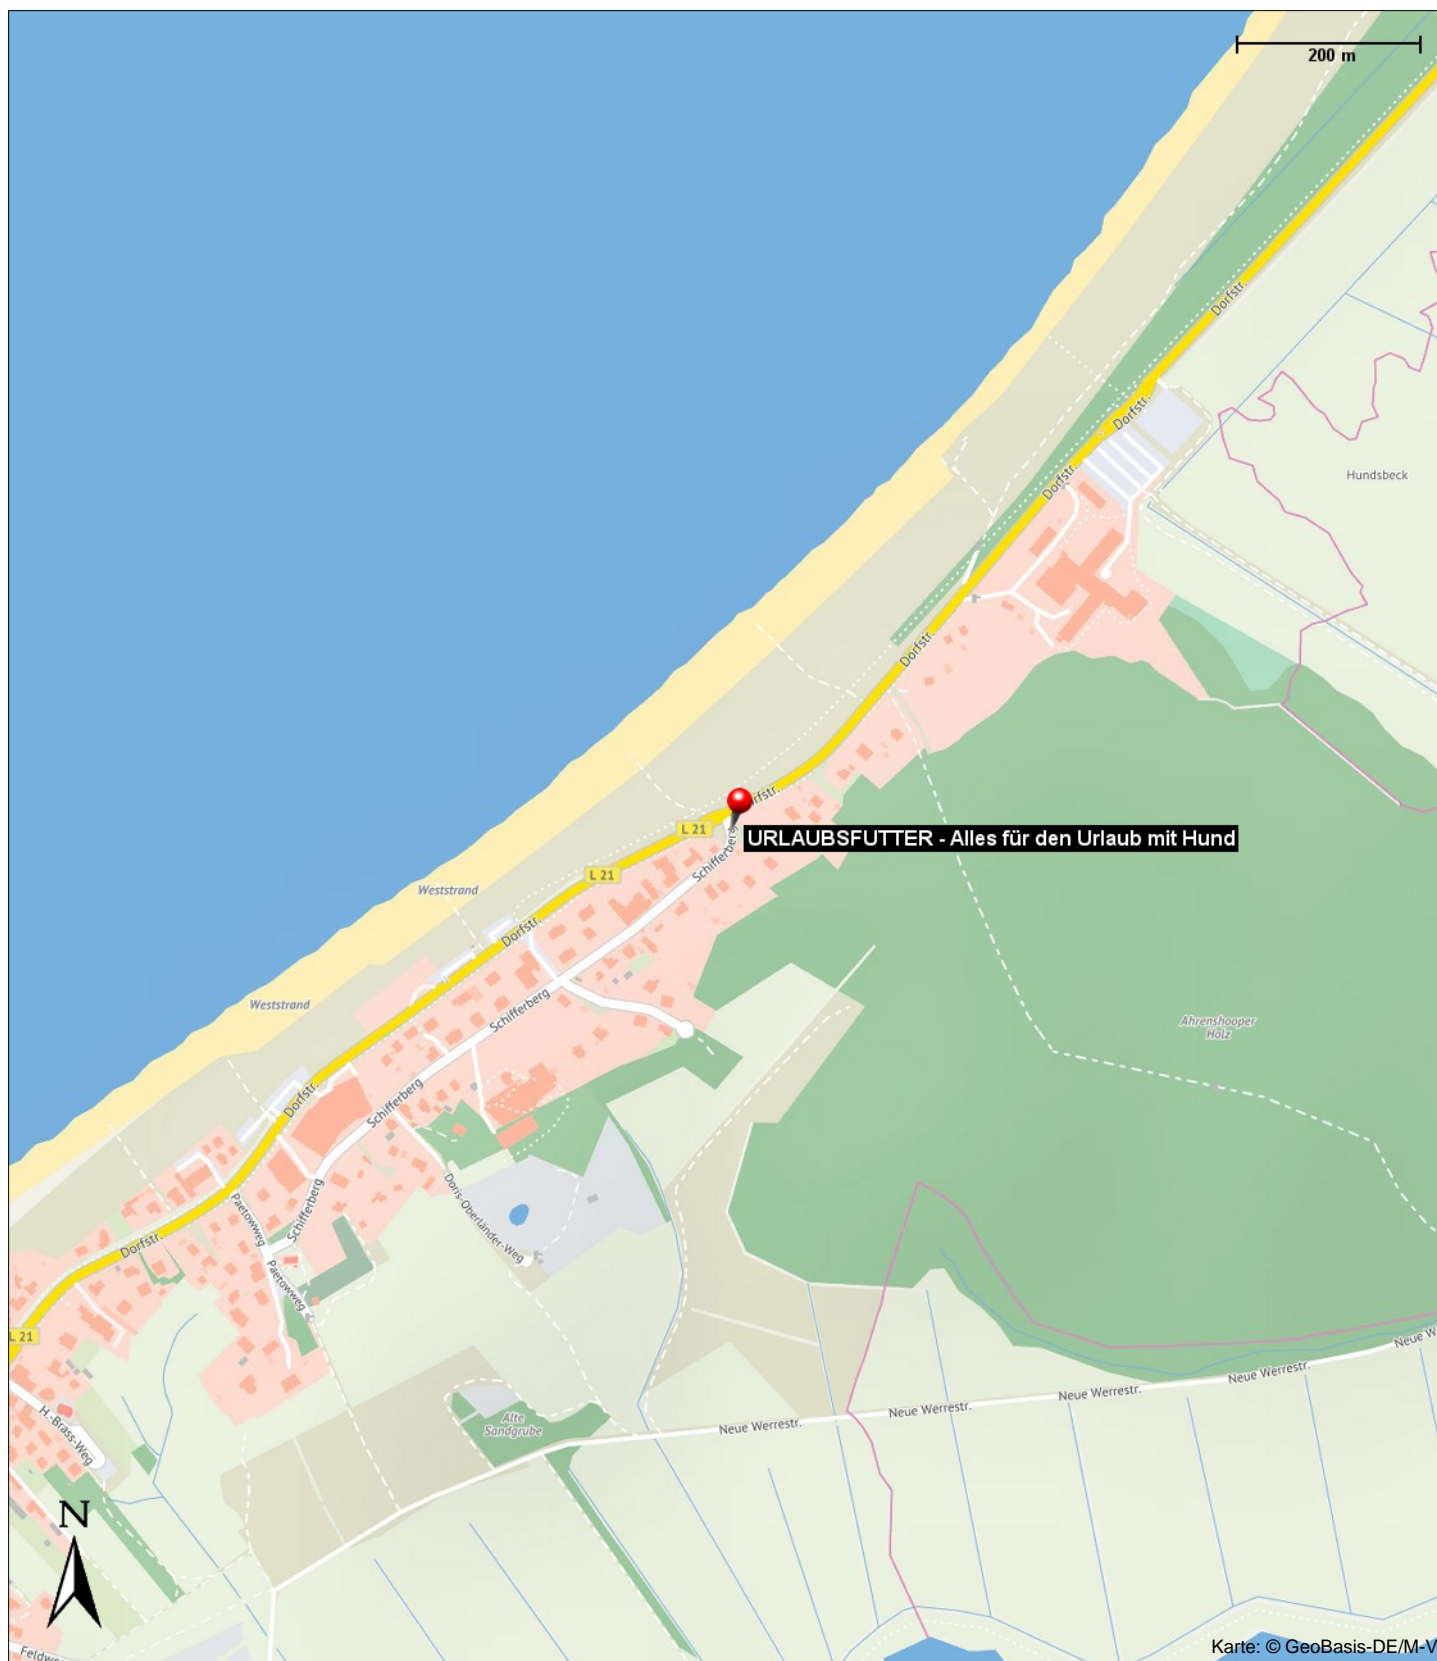 200 m
Dorfstr.
Dorfstr.
Hundsbeck
Dorfstr.
Dorfstr.
rfstr.
L 21
URLAUBSFUTTER - Alles für den Urlaub mit Hund
Schifferberg
L 21
Weststrand
Dorfstr.
Weststrand
Schifferberg
Ahrenshooper
Holz
Dorfstr.
Schifferberg
Doris-Oberländer-Weg
Paetowweg
Schifferberg
Dorfstr.
Paetowweg
L 21
Neue W
Neue Werrestr.
Neue Werrestr.
Neue Werrestr.
Neue Werrestr.
H.-Brass-Weg
Alte
Sandgrube
N
Feldwe
Karte: © GeoBasis-DE/M-V